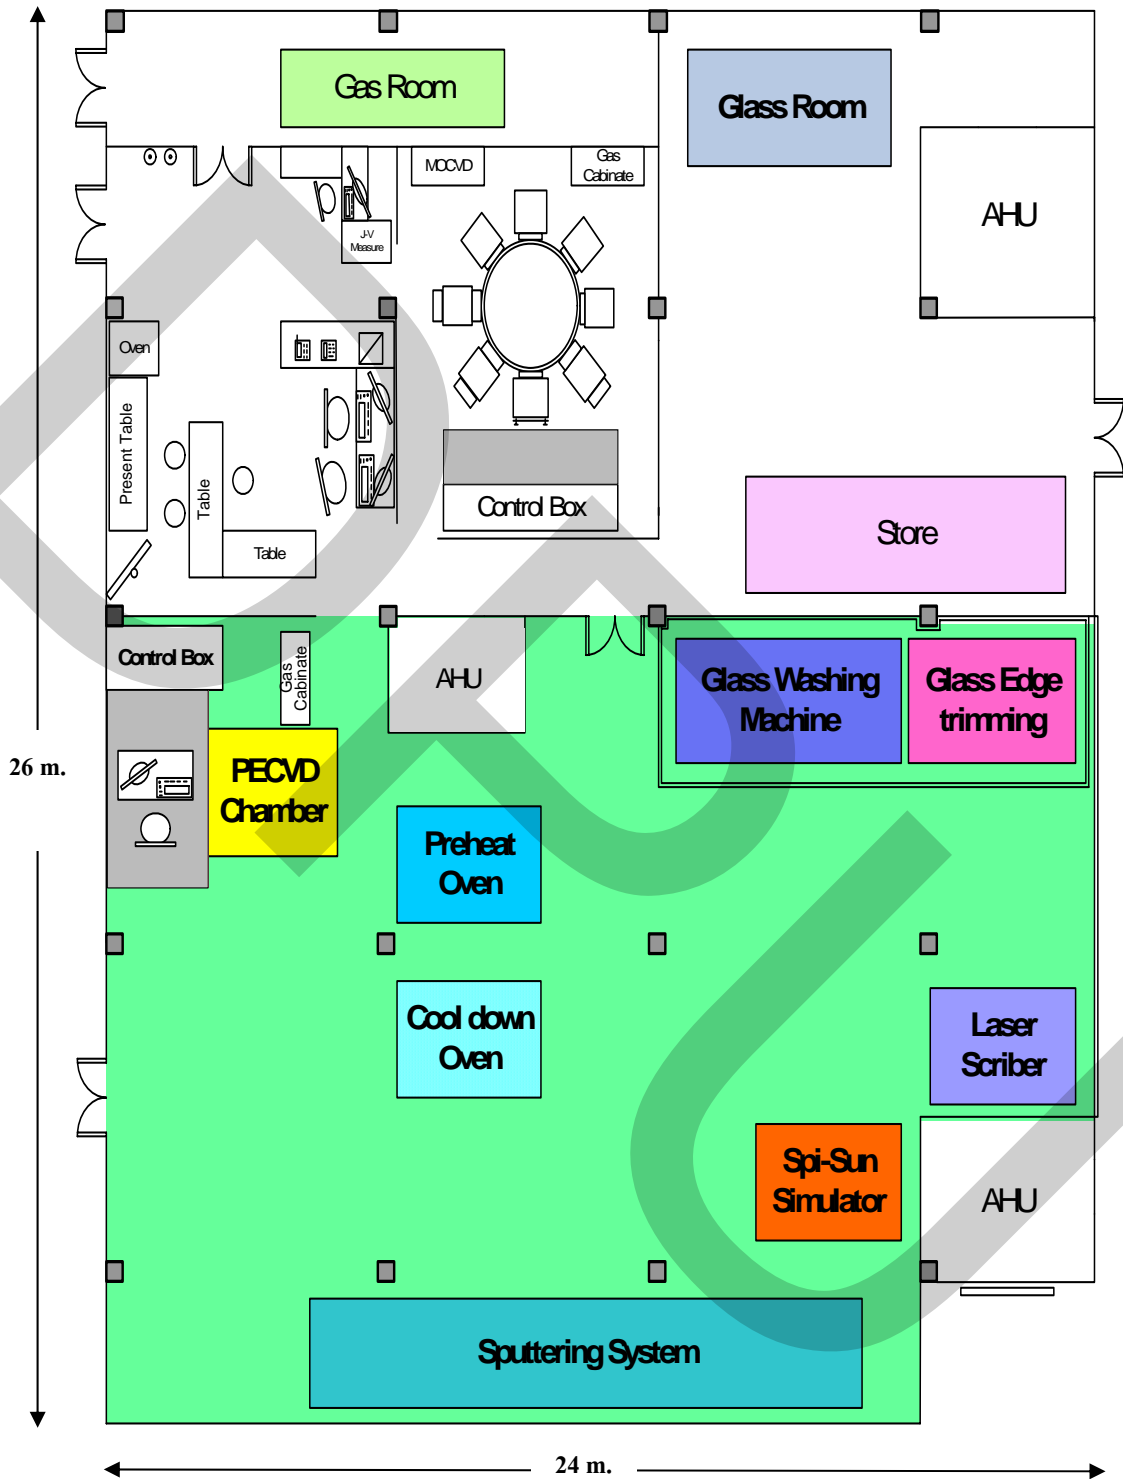 Gas Room
Glass Room
MOCVD
Gas
Cabinate
AHU
J-V
Measure
Oven
Present Table
Table
Table
Control Box
Store
Control Box
Gas
Cabinate
AHU
Glass Washing
Machine
Glass Edge
trimming
26 m.
PECVD
Chamber
Preheat
Oven
Cool down
Oven
Laser
Scriber
Spi-Sun
Simulator
AHU
Sputtering System
24 m.
DPU